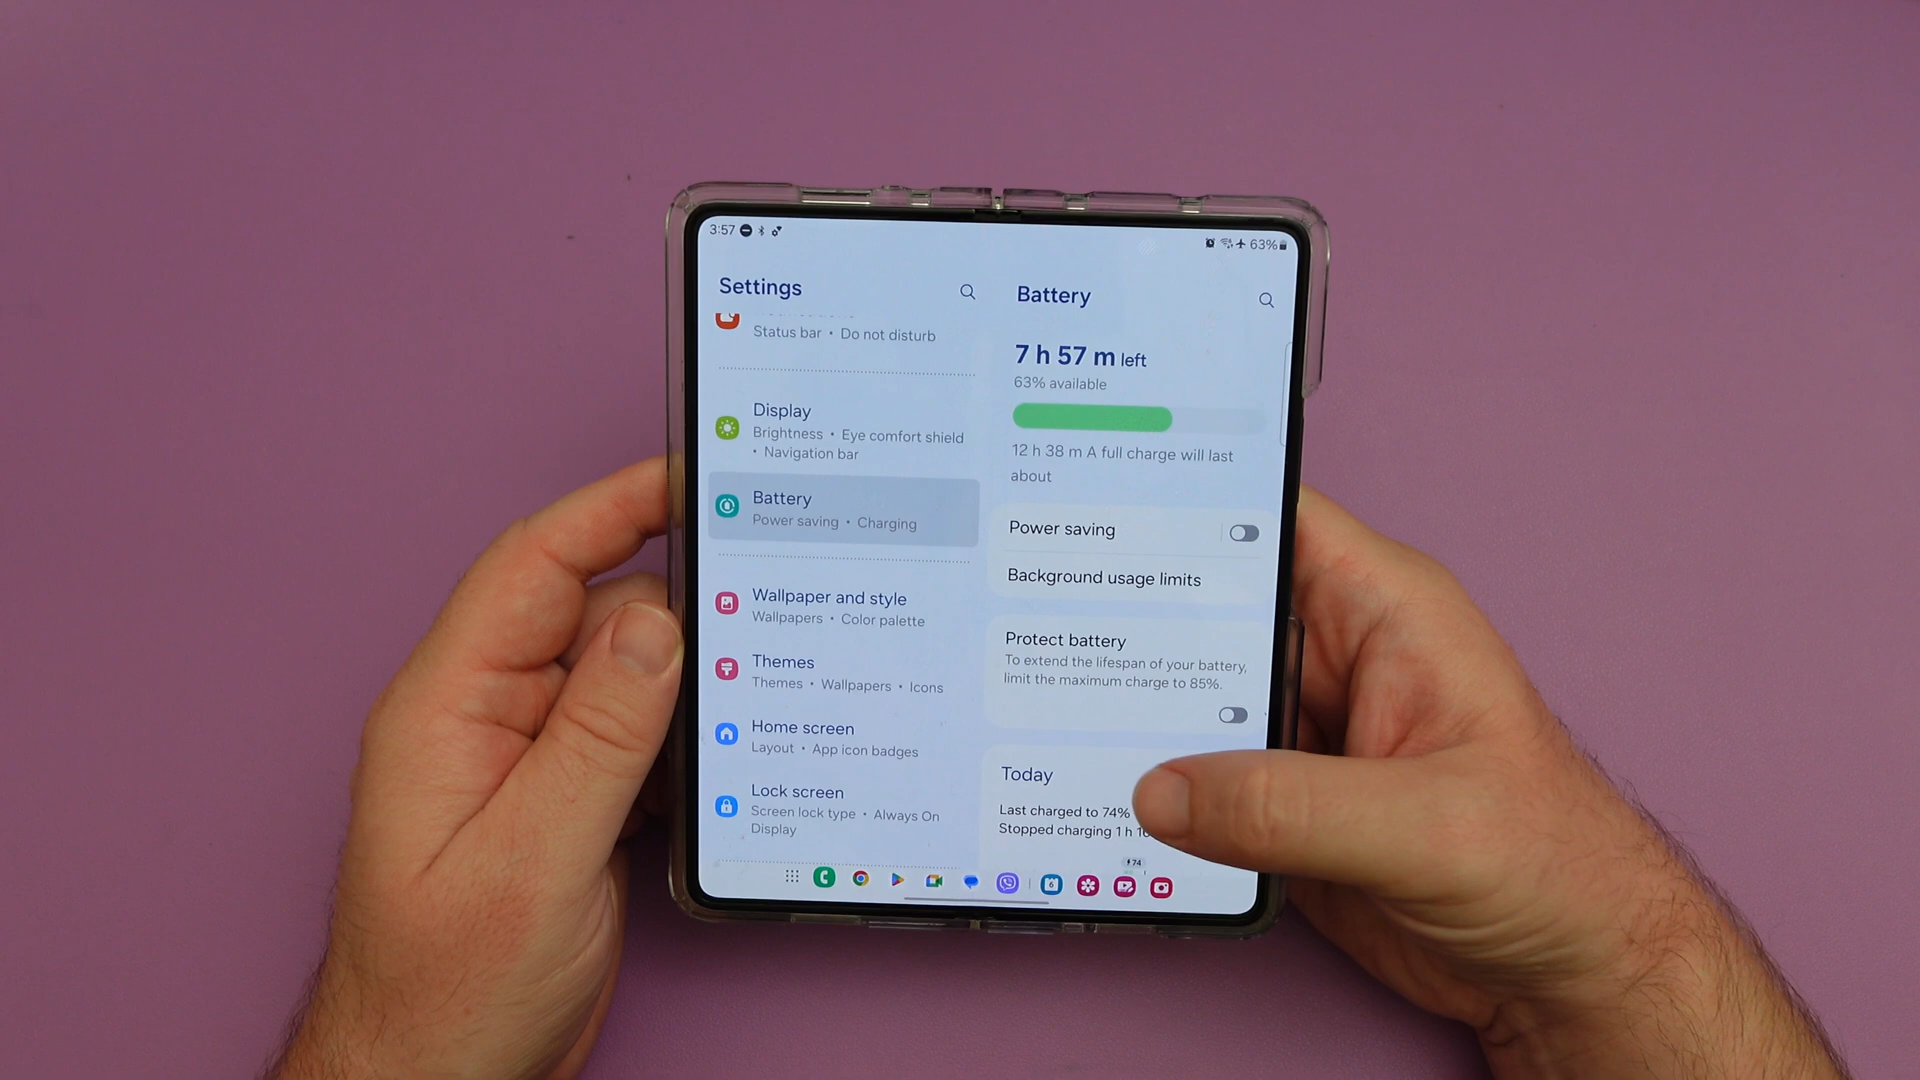 3:57
63%
Settings
Status bar • Do not disturb
Display
Brightness • Eye comfort shield
• Navigation bar
Battery
Power saving • Charging
Wallpaper and style
Wallpapers • Color palette
Themes
Themes • Wallpapers • Icons
Home screen
Layout • App icon badges
Lock screen
Screen lock type • Always On
Display
Battery
7 h 57 m left
63% available
12 h 38 m A full charge will last
about
Power saving
Background usage limits
Protect battery
To extend the lifespan of your battery,
limit the maximum charge to 85%.
Today
Last charged to 74%
Stopped charging 1 h
74
6